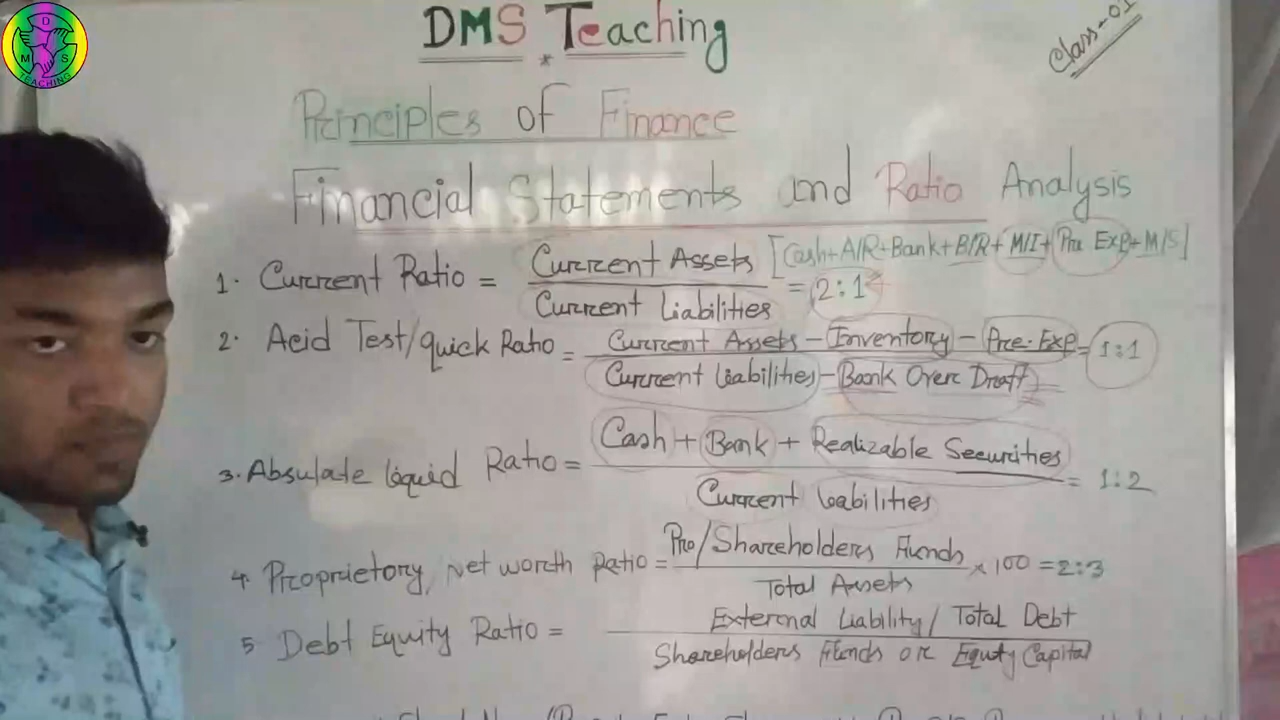 D
M S
TEACHING
DMS Teaching
*
Class-01
Principles of Finance
Financial Statements and Ratio Analysis
1. Current Ratio = Current Assets [Cash+A/R+Bank+B/R+M/I+Pre Exp+M/S]
Current Liabilities = 2:1
2. Acid Test/quick Ratio = Current Assets - Inventory - Pre. Exp = 1:1
Current liabilities - Bank Over Draft
3. Absulate liquid Ratio = Cash + Bank + Realizable Securities = 1:2
Current leabilities
4. Proprietory, Net worth Ratio = Pro/Shareholders Funds × 100 = 2:3
Total Assets
5 Debt Equity Ratio = External Liability / Total Debt
Shareholders Funds or Equty Capital